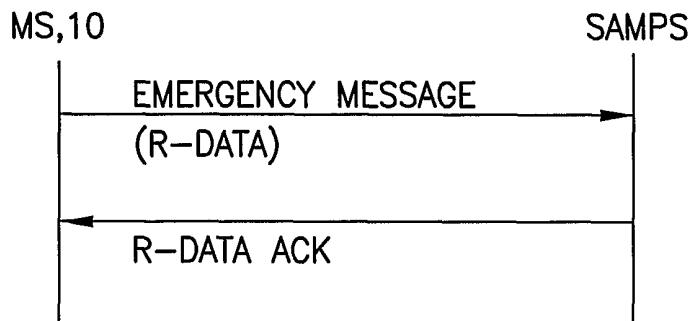 MS,10
SAMPS
EMERGENCY MESSAGE
(R-DATA)
R-DATA ACK